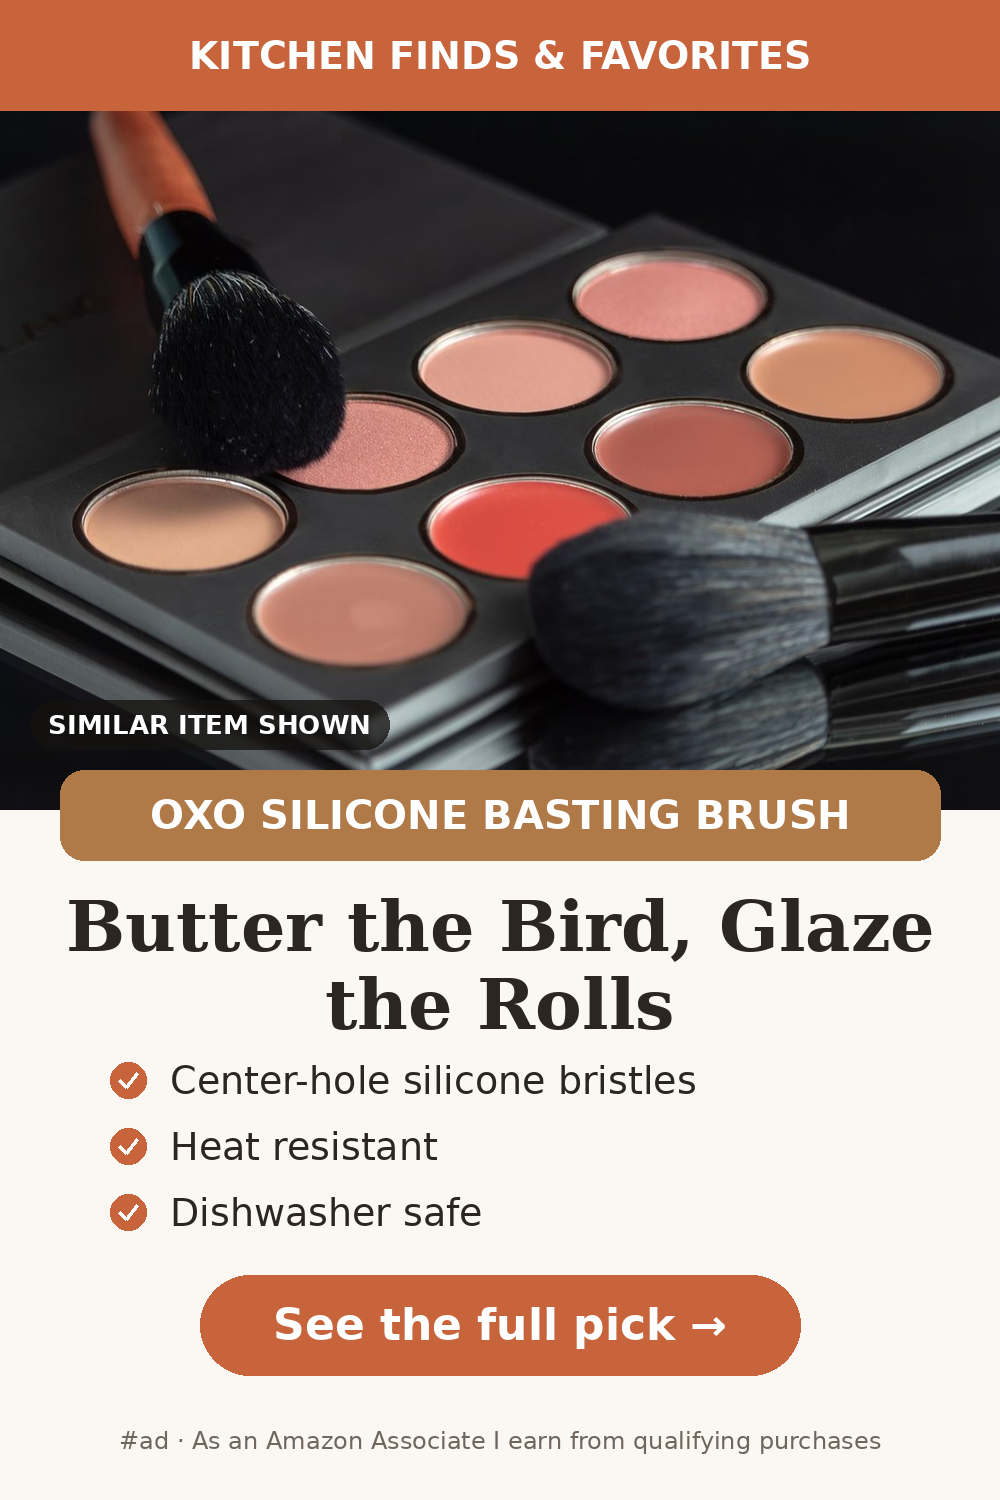 KITCHEN FINDS & FAVORITES
SIMILAR ITEM SHOWN
OXO SILICONE BASTING BRUSH
Butter the Bird, Glaze
the Rolls
Center-hole silicone bristles
Heat resistant
Dishwasher safe
See the full pick →
#ad · As an Amazon Associate I earn from qualifying purchases